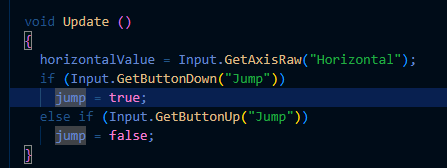 void Update ()
{
horizontalValue = Input.GetAxisRaw("Horizontal");
if (Input.GetButtonDown("Jump"))
jump = true;
else if (Input.GetButtonUp("Jump"))
jump = false;
}